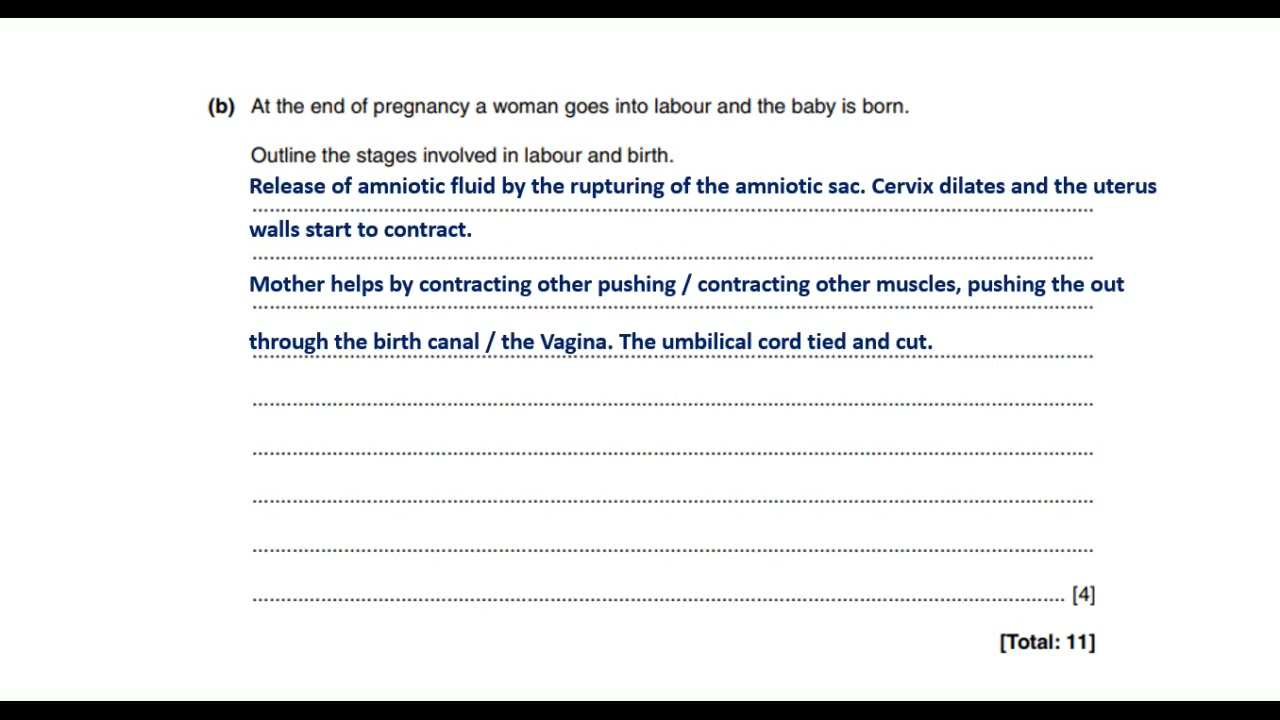 (b) At the end of pregnancy a woman goes into labour and the baby is born.
Outline the stages involved in labour and birth.
Release of amniotic fluid by the rupturing of the amniotic sac. Cervix dilates and the uterus
walls start to contract.
Mother helps by contracting other pushing / contracting other muscles, pushing the out
through the birth canal / the Vagina. The umbilical cord tied and cut.
[4]
[Total: 11]